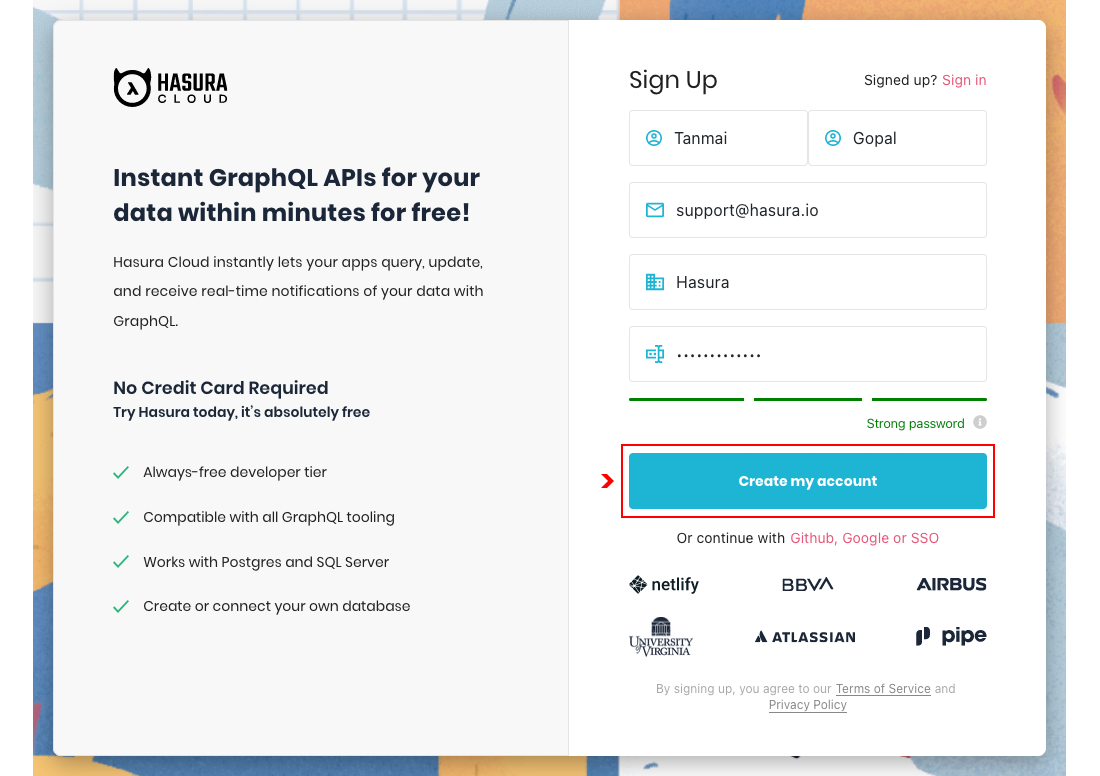 HASURA
CLOUD
Instant GraphQL APIs for your
data within minutes for free!
Hasura Cloud instantly lets your apps query, update,
and receive real-time notifications of your data with
GraphQL.
No Credit Card Required
Try Hasura today, it's absolutely free
Always-free developer tier
Compatible with all GraphQL tooling
Works with Postgres and SQL Server
Create or connect your own database
Sign Up
Signed up? Sign in
Tanmai
Gopal
support@hasura.io
Hasura
•••••••••••••
Strong password
Create my account
Or continue with Github, Google or SSO
netlify
BBVA
AIRBUS
UNIVERSITY
of VIRGINIA
ATLASSIAN
pipe
By signing up, you agree to our Terms of Service and
Privacy Policy